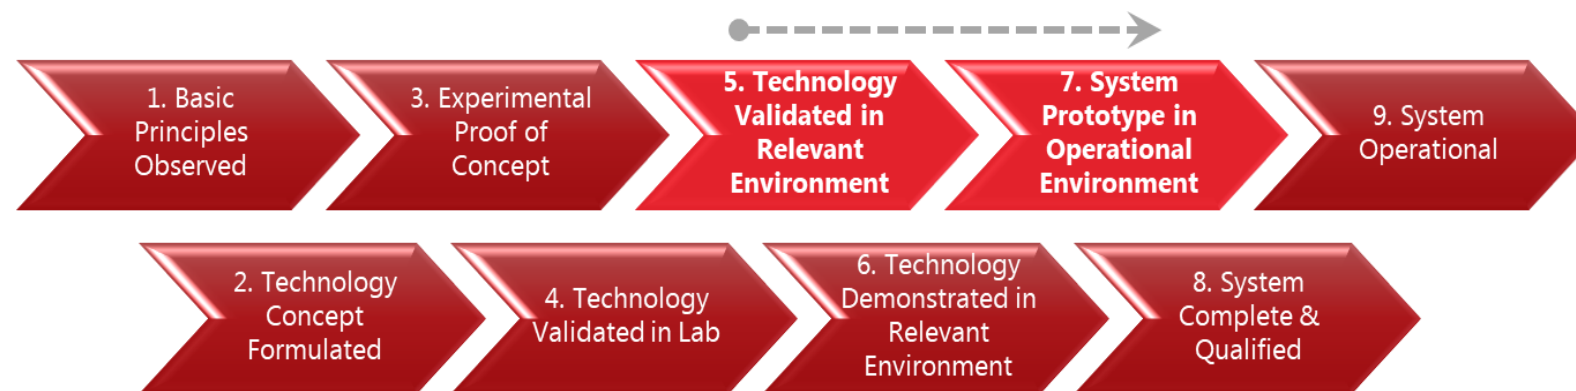 1. Basic
Principles
Observed
3. Experimental
Proof of
Concept
5. Technology
Validated in
Relevant
Environment
7. System
Prototype in
Operational
Environment
9. System
Operational
2. Technology
Concept
Formulated
4. Technology
Validated in Lab
6. Technology
Demonstrated in
Relevant
Environment
8. System
Complete &
Qualified